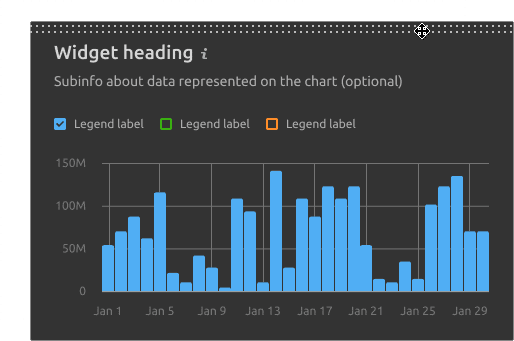 Widget heading i
Subinfo about data represented on the chart (optional)
Legend label Legend label Legend label
150M
100M
50M
0
Jan 1 Jan 5 Jan 9 Jan 13 Jan 17 Jan 21 Jan 25 Jan 29